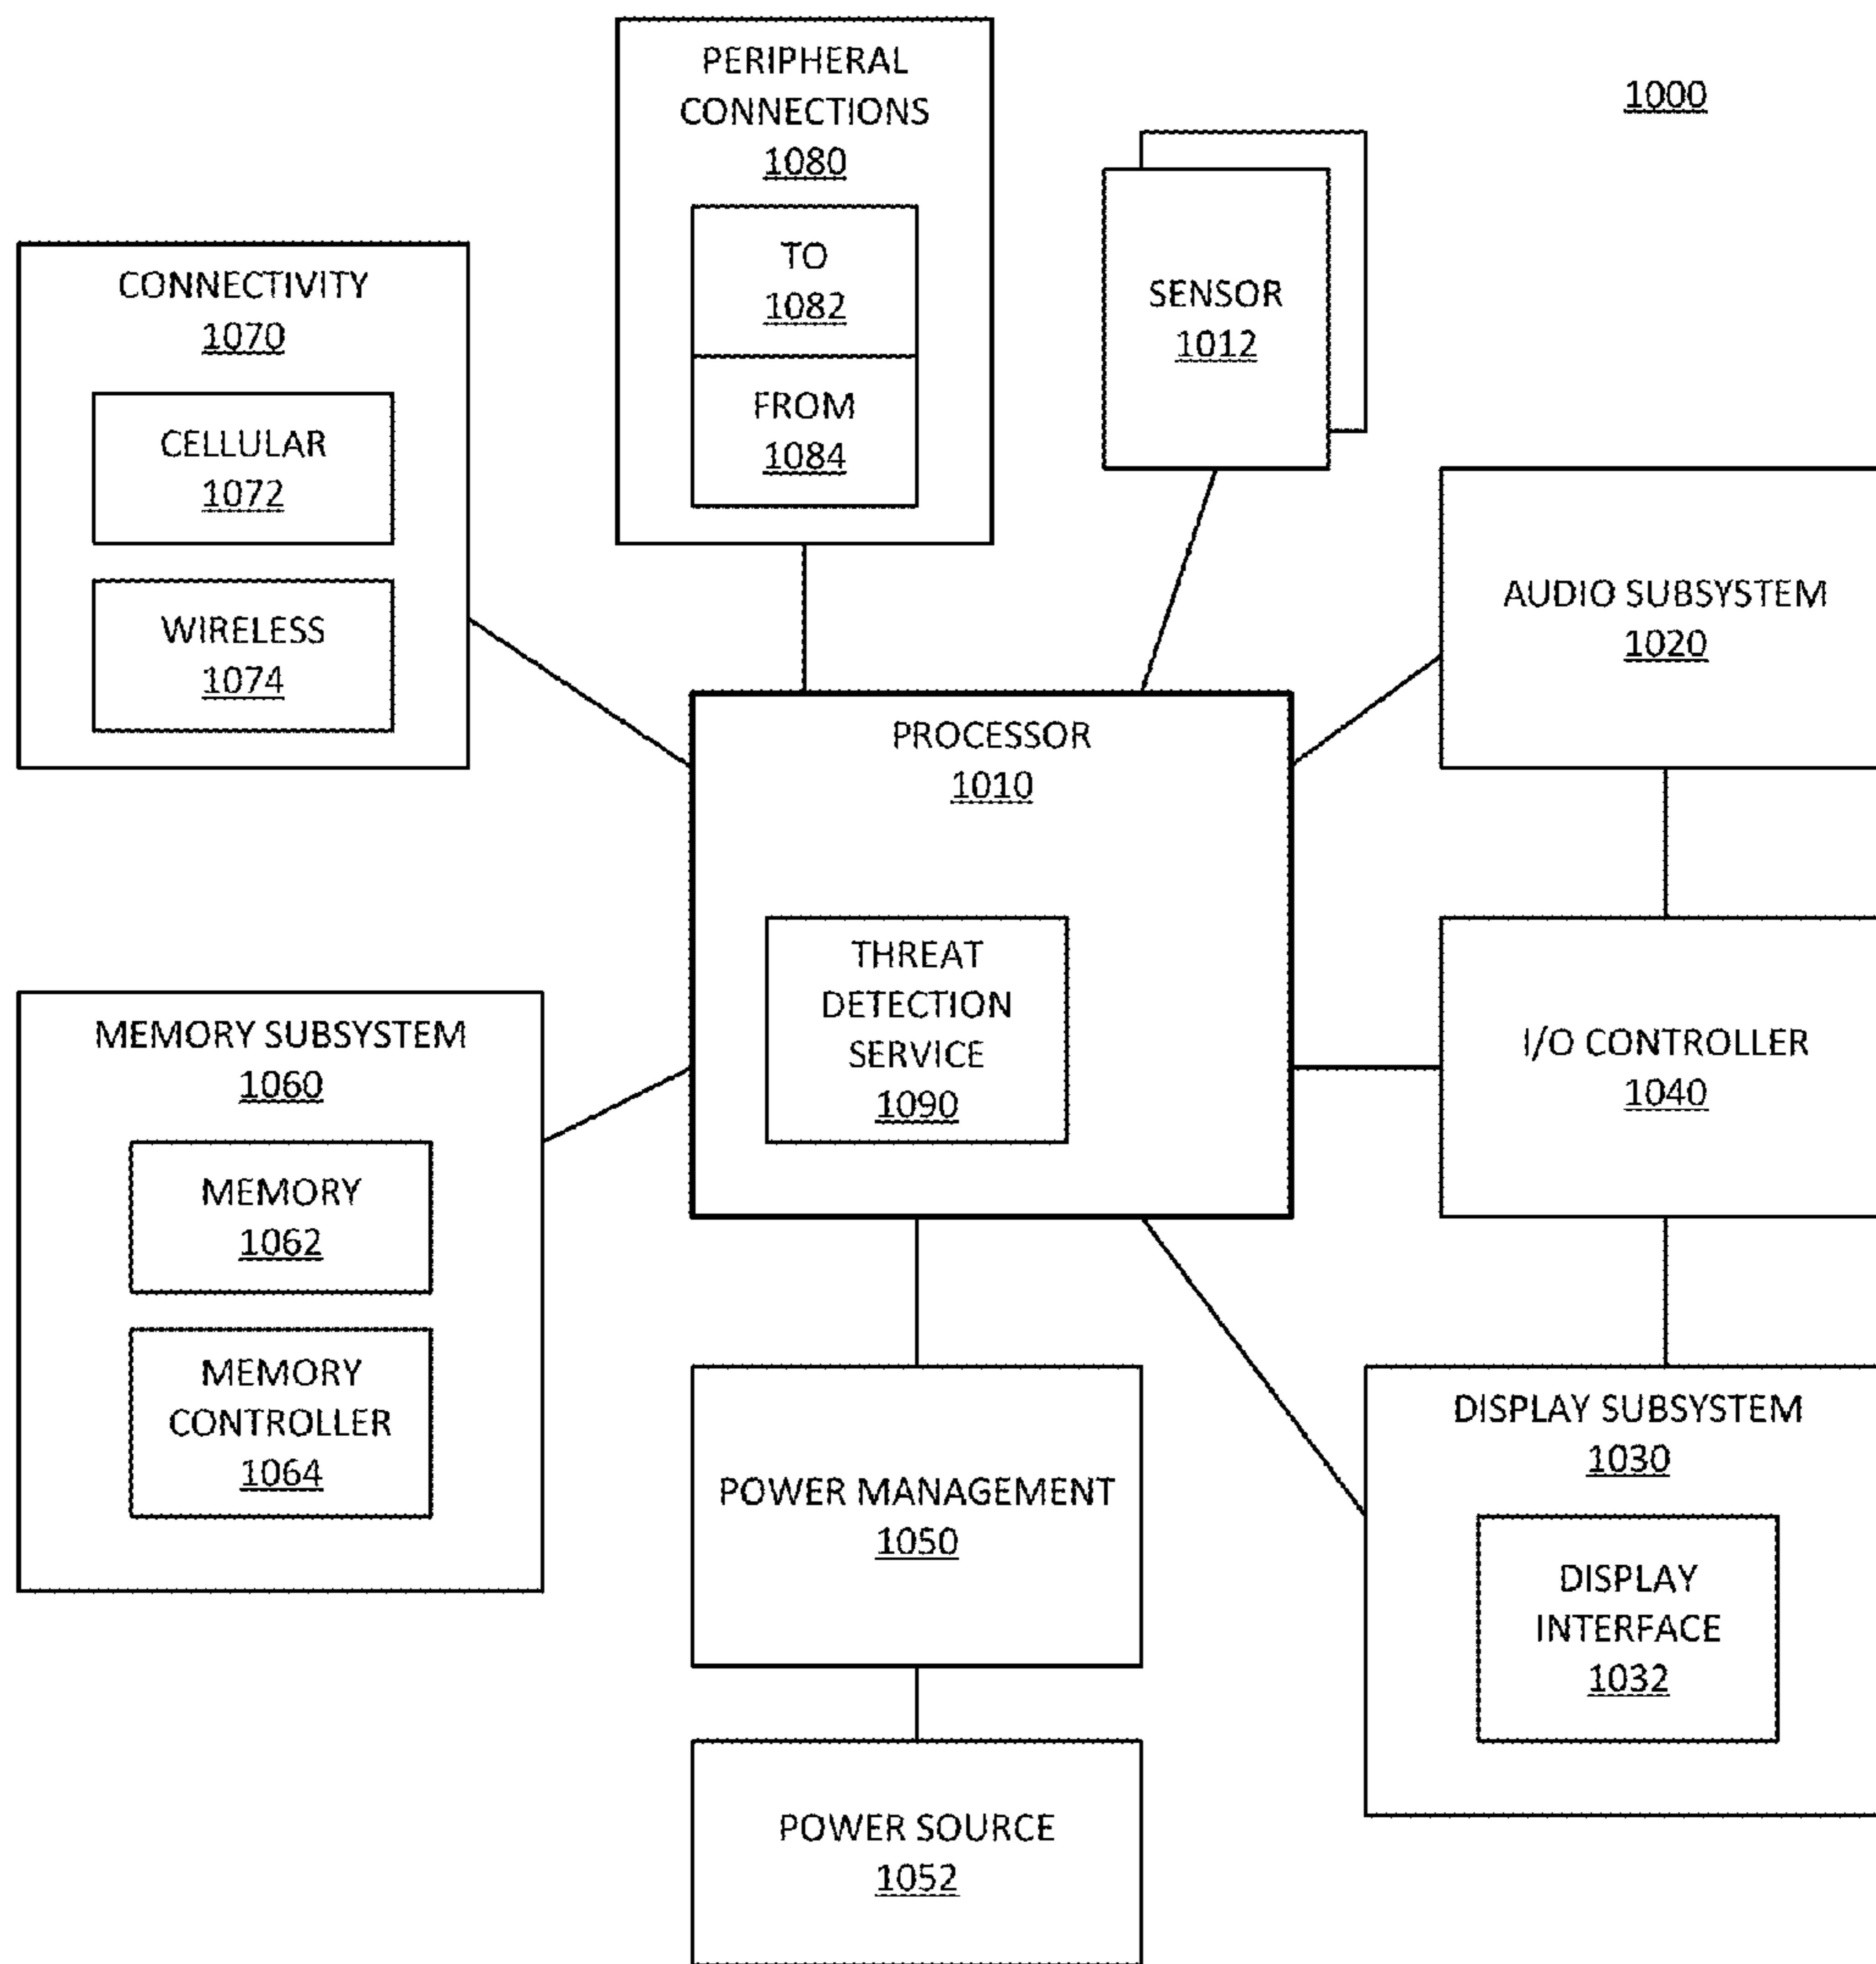 1000
PERIPHERAL
CONNECTIONS
1080
TO
1082
FROM
1084
SENSOR
1012
CONNECTIVITY
1070
CELLULAR
1072
WIRELESS
1074
AUDIO SUBSYSTEM
1020
PROCESSOR
1010
THREAT
DETECTION
SERVICE
1090
I/O CONTROLLER
1040
MEMORY SUBSYSTEM
1060
MEMORY
1062
MEMORY
CONTROLLER
1064
POWER MANAGEMENT
1050
DISPLAY SUBSYSTEM
1030
DISPLAY
INTERFACE
1032
POWER SOURCE
1052